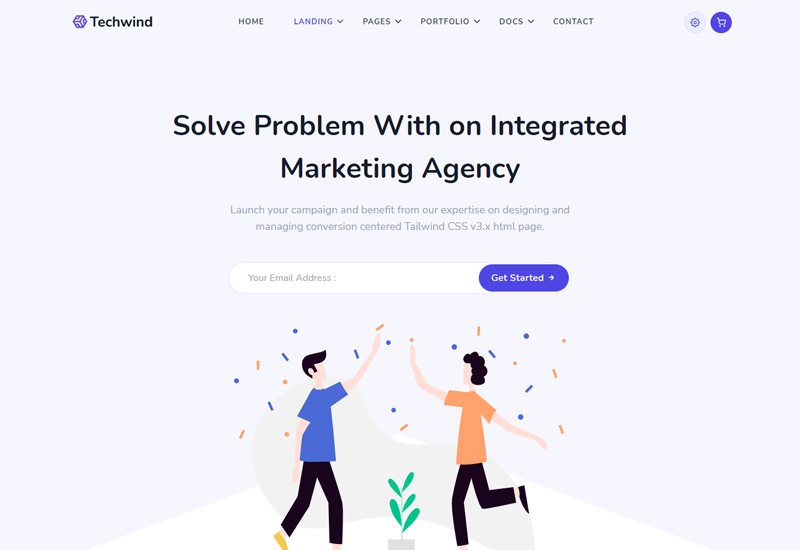 Techwind
HOME LANDING PAGES PORTFOLIO DOCS CONTACT
Solve Problem With on Integrated
Marketing Agency
Launch your campaign and benefit from our expertise on designing and
managing conversion centered Tailwind CSS v3.x html page.
Your Email Address :
Get Started →